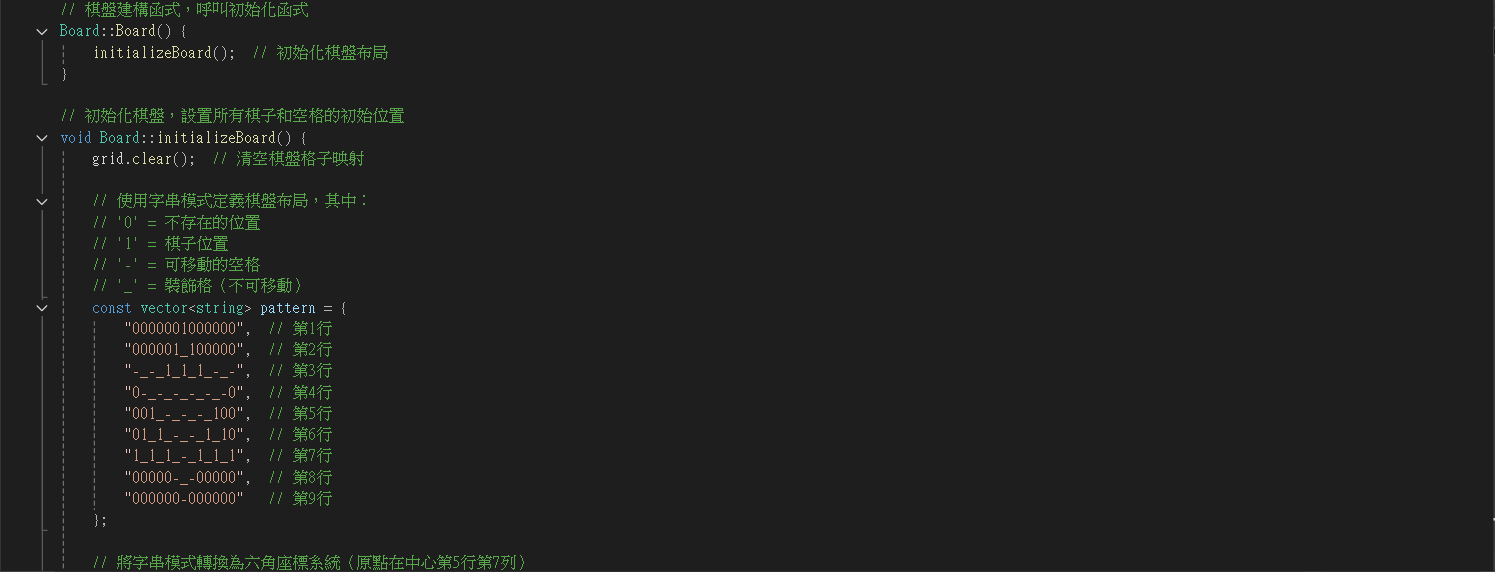 // 棋盤建構函式，呼叫初始化函式
Board::Board() {
initializeBoard();  // 初始化棋盤布局
}
// 初始化棋盤，設置所有棋子和空格的初始位置
void Board::initializeBoard() {
grid.clear();  // 清空棋盤格子映射
// 使用字串模式定義棋盤布局，其中：
// '0' = 不存在的位置
// '1' = 棋子位置
// '-' = 可移動的空格
// '_' = 裝飾格（不可移動）
const vector<string> pattern = {
"0000001000000",  // 第1行
"000001_100000",  // 第2行
"-_-_1_1_1_-_-",  // 第3行
"0-_-_-_-_-_-0",  // 第4行
"001_-_-_-_100",  // 第5行
"01_1_-_-_1_10",  // 第6行
"1_1_1_-_1_1_1",  // 第7行
"00000-_-00000",  // 第8行
"000000-000000"   // 第9行
};
// 將字串模式轉換為六角座標系統（原點在中心第5行第7列）